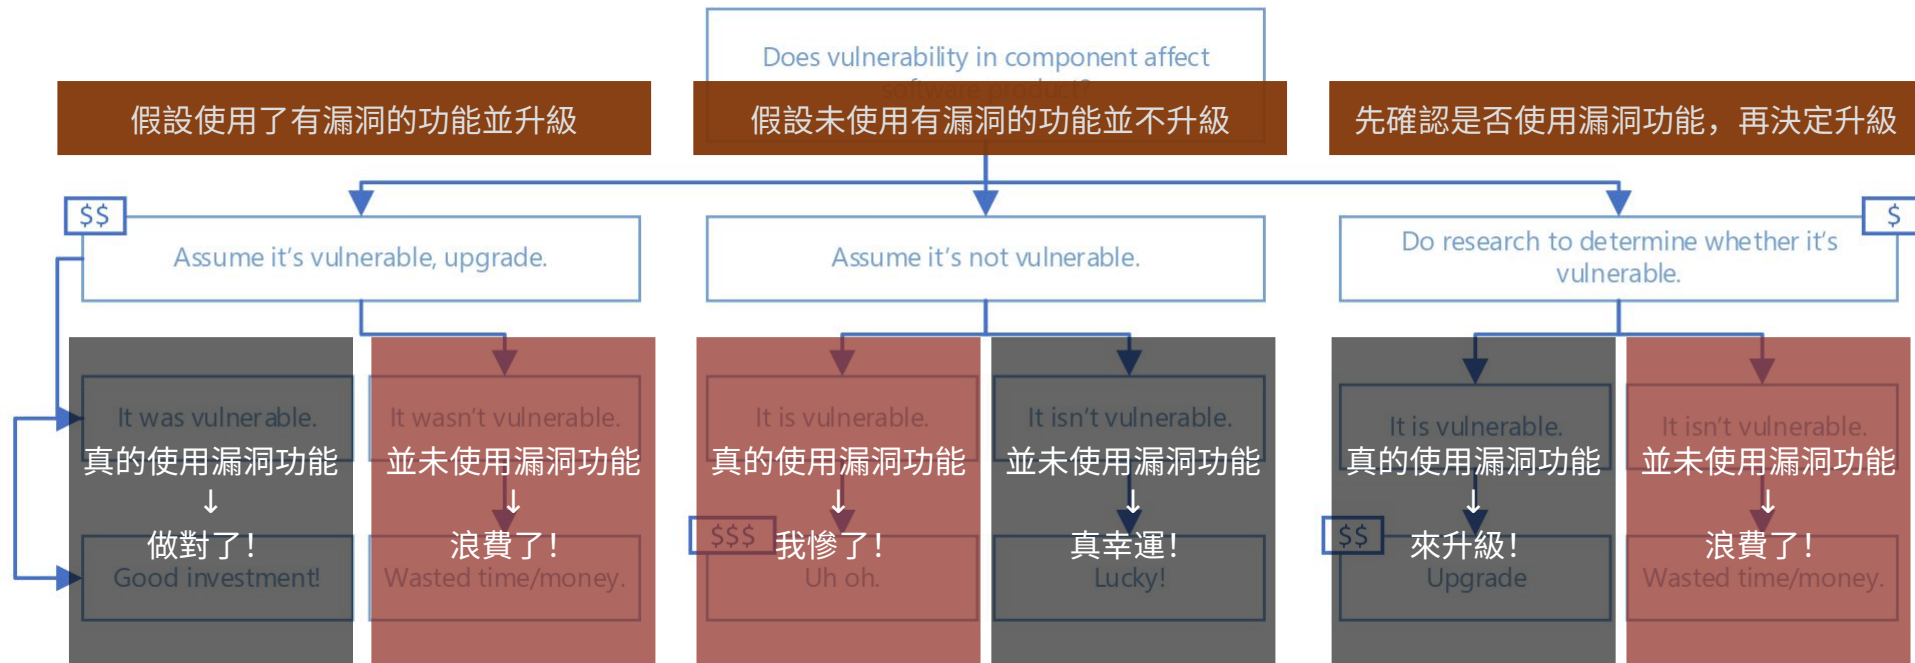 Does vulnerability in component affect
software product?
假設使用了有漏洞的功能並升級
假設未使用有漏洞的功能並不升級
先確認是否使用漏洞功能，再決定升級
$$
Assume it's vulnerable, upgrade.
Assume it's not vulnerable.
$
Do research to determine whether it's
vulnerable.
It was vulnerable.
真的使用漏洞功能
↓
做對了！
Good investment!
It wasn't vulnerable.
並未使用漏洞功能
↓
浪費了！
Wasted time/money.
It is vulnerable.
真的使用漏洞功能
↓
$$$
我慘了！
Uh oh.
It isn't vulnerable.
並未使用漏洞功能
↓
真幸運！
Lucky!
It is vulnerable.
真的使用漏洞功能
↓
$$
來升級！
Upgrade
It isn't vulnerable.
並未使用漏洞功能
↓
浪費了！
Wasted time/money.